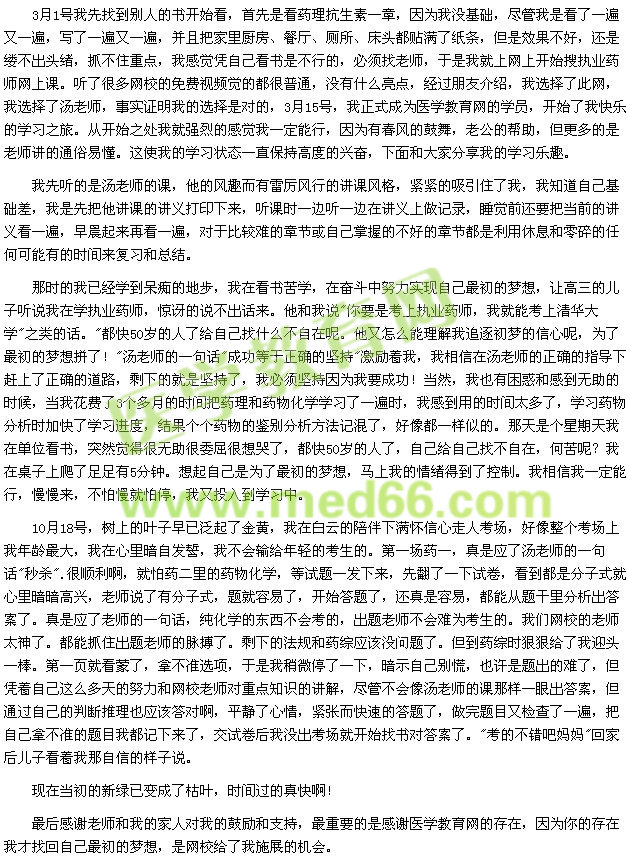 3月1号我先找到别人的书开始看，首先是看药理抗生素一章，因为我没基础，尽管我是看了一遍
又一遍，写了一遍又一遍，并且把家里厨房、餐厅、厕所、床头都贴满了纸条，但是效果不好，还是
缕不出头绪，抓不住重点，我感觉凭自己看书是不行的，必须找老师，于是我就上网上开始搜执业药
师网上课。听了很多网校的免费视频觉的都很普通，没有什么亮点，经过朋友介绍，我选择了此网，
我选择了汤老师，事实证明我的选择是对的，3月15号，我正式成为医学教育网的学员，开始了我快乐
的学习之旅。从开始之处我就强烈的感觉我一定能行，因为有春风的鼓舞，老公的帮助，但更多的是
老师讲的通俗易懂。这使我的学习状态一直保持高度的兴奋，下面和大家分享我的学习乐趣。
我先听的是汤老师的课，他的风趣而有雷厉风行的讲课风格，紧紧的吸引住了我，我知道自己基
础差，我是先把他讲课的讲义打印下来，听课时一边听一边在讲义上做记录，睡觉前还要把当前的讲
义看一遍，早晨起来再看一遍，对于比较难的章节或自己掌握的不好的章节都是利用休息和零碎的任
何可能有的时间来复习和总结。
那时的我已经学到呆痴的地步，我在看书苦学，在奋斗中努力实现自己最初的梦想，让高三的儿
子听说我在学执业药师，惊讶的说不出话来。他和我说"你要是考上执业药师，我就能考上清华大
学"之类的话。"都快50岁的人了给自己找什么不自在呢。他又怎么能理解我追逐初梦的信心呢，为了
最初的梦想拼了！"汤老师的一句话"成功等于正确的坚持"激励着我，我相信在汤老师的正确的指导下
赶上了正确的道路，剩下的就是坚持了，我必须坚持因为我要成功！当然，我也有困惑和感到无助的
时候，当我花费了3个多月的时间把药理和药物化学学习了一遍时，我感到用的时间太多了，学习药物
分析时加快了学习进度，结果个个药物的鉴别分析方法记混了，好像都一样似的。那天是个星期天我
在单位看书，突然觉得很无助很委屈很想哭了，都快50岁的人了，自己给自己找不自在，何苦呢？我
在桌子上爬了足足有5分钟。想起自己是为了最初的梦想，马上我的情绪得到了控制。我相信我一定能
行，慢慢来，不怕慢就怕停，我又投入到学习中。
10月18号，树上的叶子早已泛起了金黄，我在白云的陪伴下满怀信心走人考场，好像整个考场上
我年龄最大，我在心里暗自发誓，我不会输给年轻的考生的。第一场药一，真是应了汤老师的一句
话"秒杀".很顺利啊，就怕药二里的药物化学，等试题一发下来，先翻了一下试卷，看到都是分子式就
心里暗暗高兴，老师说了有分子式，题就容易了，开始答题了，还真是容易，都能从题干里分析出答
案了。真是应了老师的一句话，纯化学的东西不会考的，出题老师不会难为考生的。我们网校的老师
太神了。都能抓住出题老师的脉搏了。剩下的法规和药综应该没问题了。但到药综时狠狠给了我迎头
一棒。第一页就看蒙了，拿不准选项，于是我稍微停了一下，暗示自己别慌，也许是题出的难了，但
凭着自己这么多天的努力和网校老师对重点知识的讲解，尽管不会像汤老师的课那样一眼出答案，但
通过自己的判断推理也应该答对啊，平静了心情，紧张而快速的答题了，做完题目又检查了一遍，把
自己拿不准的题目我都记下来了，交试卷后我没出考场就开始找书对答案了。"考的不错吧妈妈"回家
后儿子看着我那自信的样子说。
现在当初的新绿已变成了枯叶，时间过的真快啊！
最后感谢老师和我的家人对我的鼓励和支持，最重要的是感谢医学教育网的存在，因为你的存在
我才找回自己最初的梦想，是网校给了我施展的机会。
医学教育网
www.med66.com